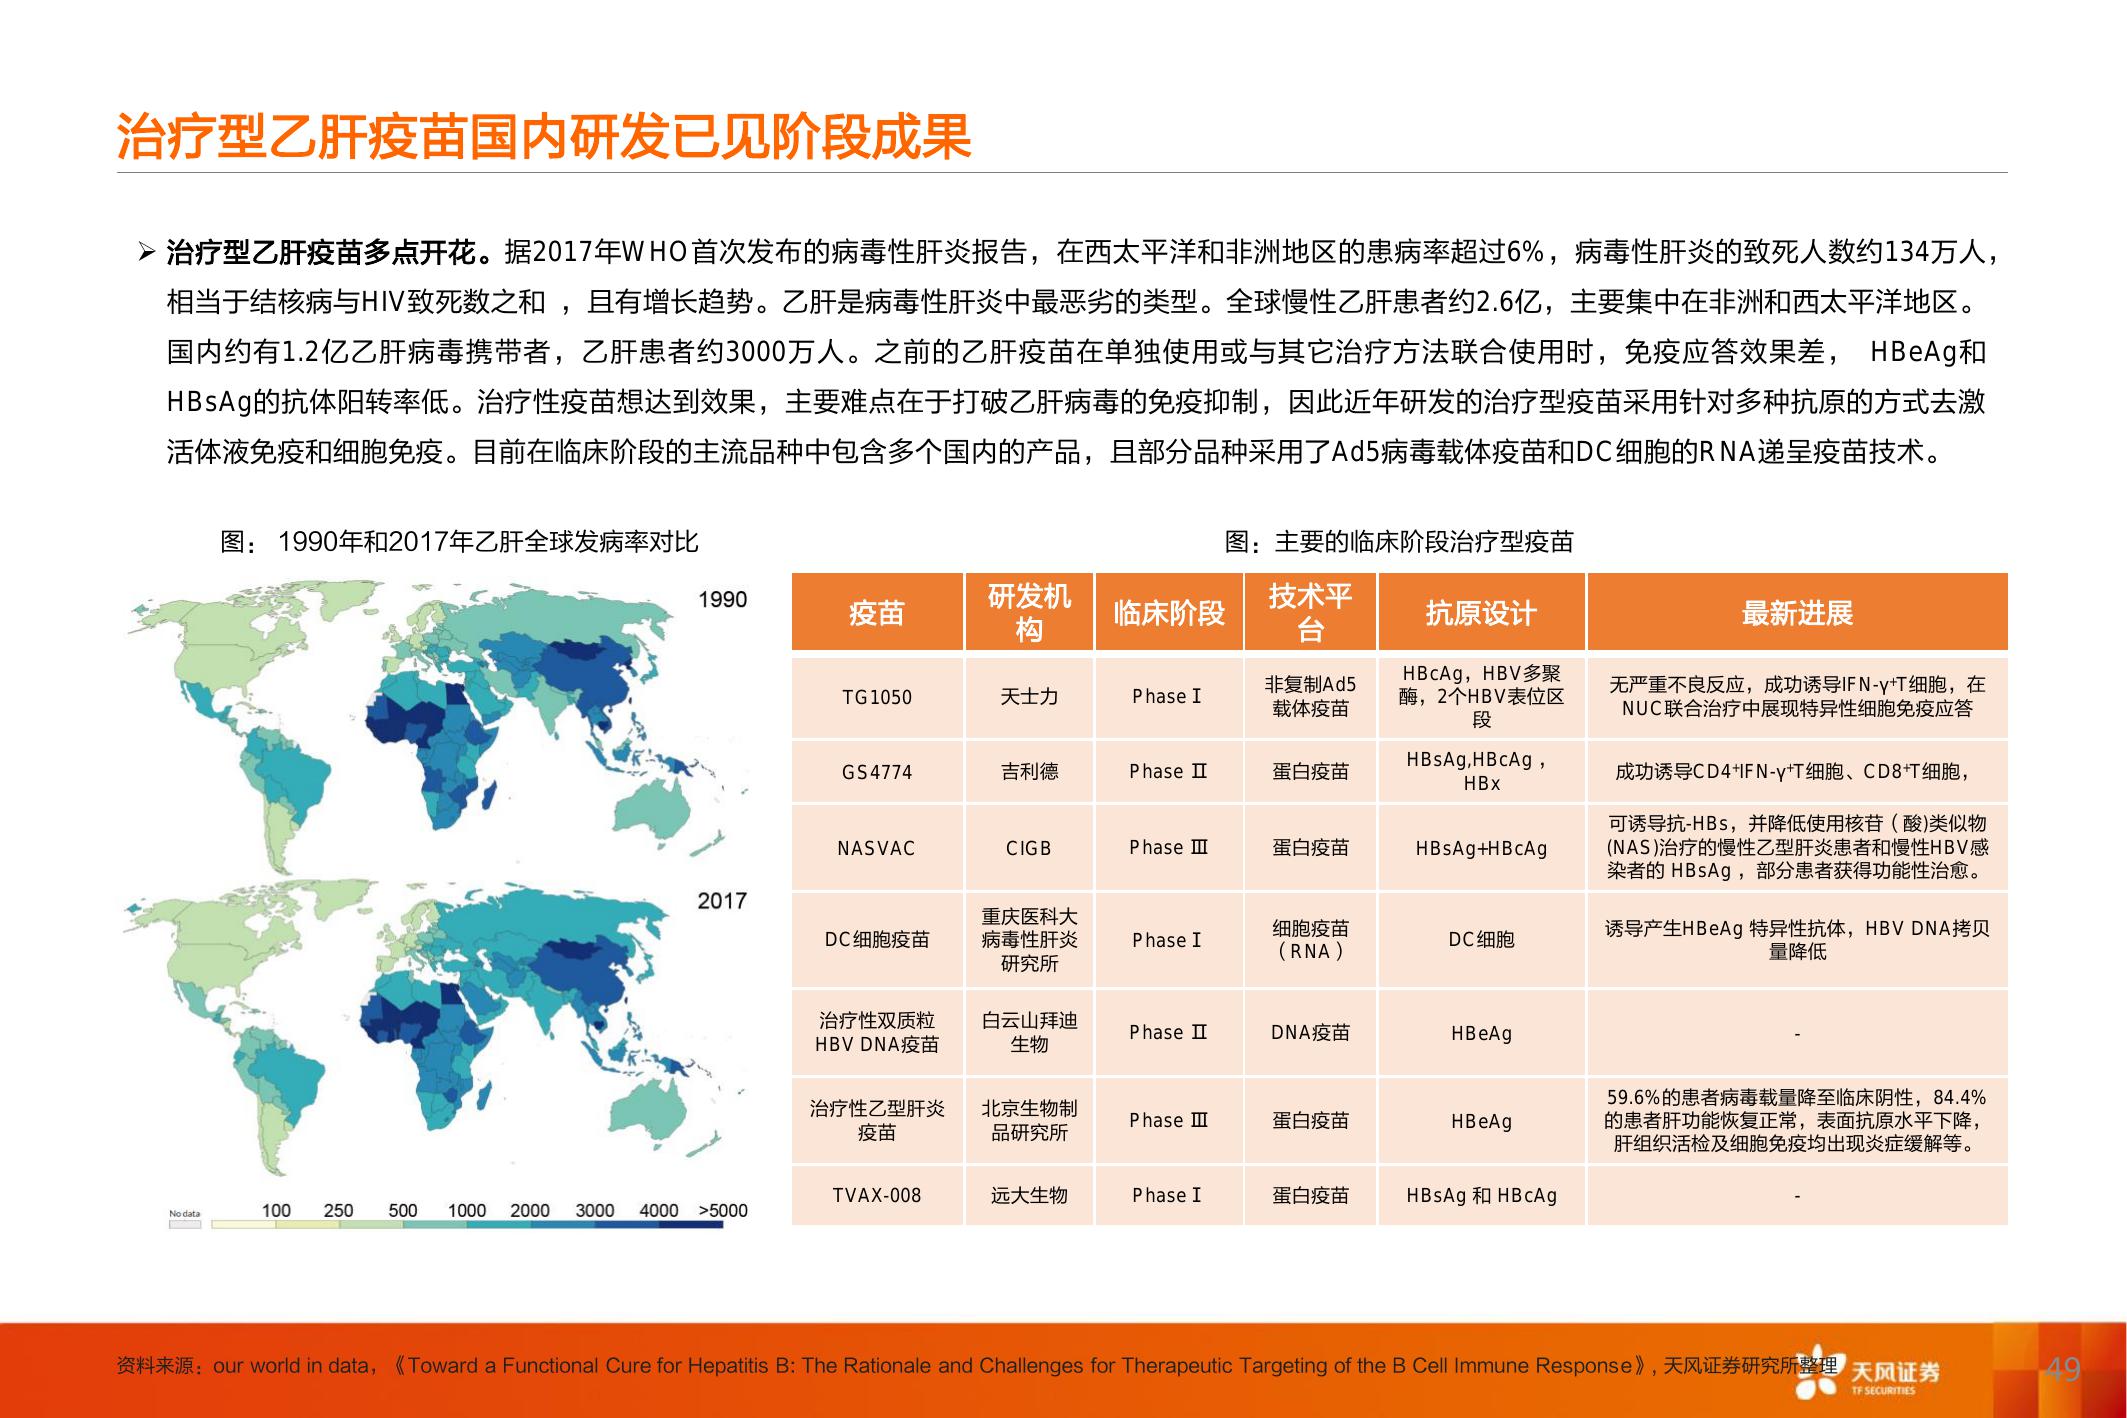 治疗型乙肝疫苗国内研发已见阶段成果
➢ 治疗型乙肝疫苗多点开花。据2017年WHO首次发布的病毒性肝炎报告，在西太平洋和非洲地区的患病率超过6%，病毒性肝炎的致死人数约134万人，
相当于结核病与HIV致死数之和 ，且有增长趋势。乙肝是病毒性肝炎中最恶劣的类型。全球慢性乙肝患者约2.6亿，主要集中在非洲和西太平洋地区。
国内约有1.2亿乙肝病毒携带者，乙肝患者约3000万人。之前的乙肝疫苗在单独使用或与其它治疗方法联合使用时，免疫应答效果差， HBeAg和
HBsAg的抗体阳转率低。治疗性疫苗想达到效果，主要难点在于打破乙肝病毒的免疫抑制，因此近年研发的治疗型疫苗采用针对多种抗原的方式去激
活体液免疫和细胞免疫。目前在临床阶段的主流品种中包含多个国内的产品，且部分品种采用了Ad5病毒载体疫苗和DC细胞的RNA递呈疫苗技术。
图： 1990年和2017年乙肝全球发病率对比
1990
2017
No data 100 250 500 1000 2000 3000 4000 >5000
图：主要的临床阶段治疗型疫苗
疫苗
研发机
构
临床阶段
技术平
台
抗原设计
最新进展
TG1050
天士力
Phase Ⅰ
非复制Ad5
载体疫苗
HBcAg，HBV多聚
酶，2个HBV表位区
段
无严重不良反应，成功诱导IFN-γ⁺T细胞，在
NUC联合治疗中展现特异性细胞免疫应答
GS4774
吉利德
Phase Ⅱ
蛋白疫苗
HBsAg,HBcAg ，
HBx
成功诱导CD4⁺IFN-γ⁺T细胞、CD8⁺T细胞，
NASVAC
CIGB
Phase Ⅲ
蛋白疫苗
HBsAg+HBcAg
可诱导抗-HBs，并降低使用核苷（酸)类似物
(NAS)治疗的慢性乙型肝炎患者和慢性HBV感
染者的 HBsAg ，部分患者获得功能性治愈。
DC细胞疫苗
重庆医科大
病毒性肝炎
研究所
Phase Ⅰ
细胞疫苗
（RNA）
DC细胞
诱导产生HBeAg 特异性抗体，HBV DNA拷贝
量降低
治疗性双质粒
HBV DNA疫苗
白云山拜迪
生物
Phase Ⅱ
DNA疫苗
HBeAg
-
治疗性乙型肝炎
疫苗
北京生物制
品研究所
Phase Ⅲ
蛋白疫苗
HBeAg
59.6%的患者病毒载量降至临床阴性，84.4%
的患者肝功能恢复正常，表面抗原水平下降，
肝组织活检及细胞免疫均出现炎症缓解等。
TVAX-008
远大生物
Phase Ⅰ
蛋白疫苗
HBsAg 和 HBcAg
-
资料来源：our world in data，《Toward a Functional Cure for Hepatitis B: The Rationale and Challenges for Therapeutic Targeting of the B Cell Immune Response》, 天风证券研究所整理
天风证券
TF SECURITIES
49